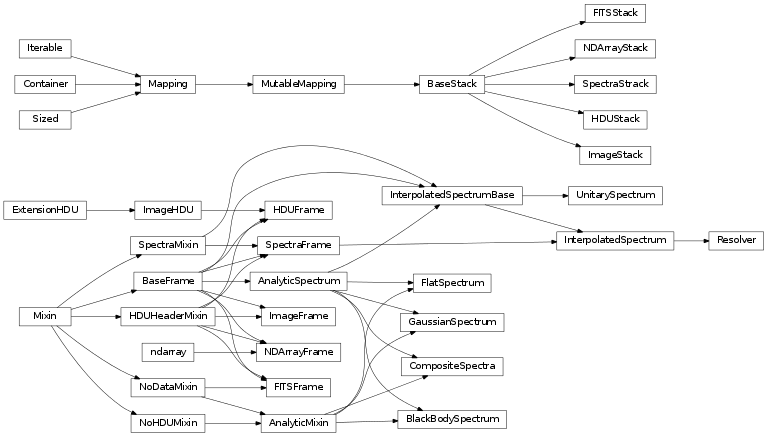 FITSStack
Iterable
NDArrayStack
Container
Mapping
MutableMapping
BaseStack
SpectraStrack
Sized
HDUStack
ImageStack
InterpolatedSpectrumBase
UnitarySpectrum
ExtensionHDU
ImageHDU
HDUFrame
SpectraMixin
SpectraFrame
InterpolatedSpectrum
Resolver
BaseFrame
AnalyticSpectrum
FlatSpectrum
Mixin
HDUHeaderMixin
ImageFrame
GaussianSpectrum
ndarray
NDArrayFrame
CompositeSpectra
NoDataMixin
FITSFrame
NoHDUMixin
AnalyticMixin
BlackBodySpectrum